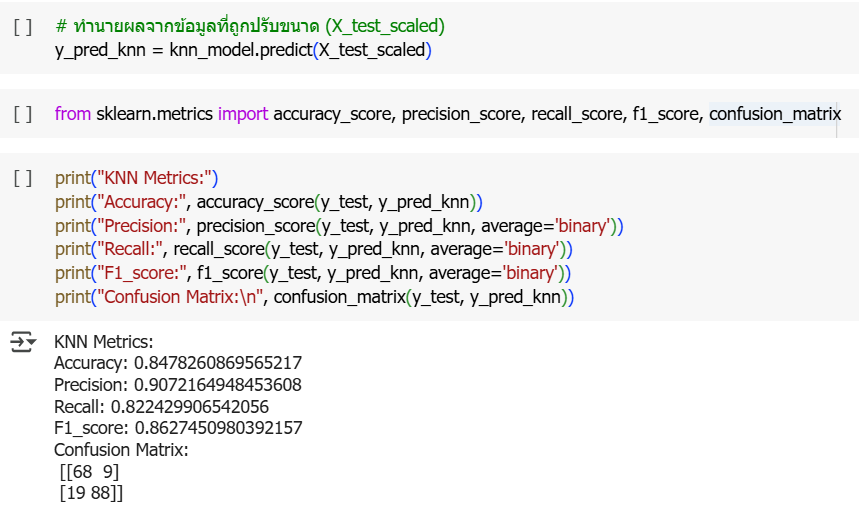 [ ] # ทำนายผลจากข้อมูลที่ถูกปรับขนาด (X_test_scaled)
y_pred_knn = knn_model.predict(X_test_scaled)
[ ] from sklearn.metrics import accuracy_score, precision_score, recall_score, f1_score, confusion_matrix
[ ] print("KNN Metrics:")
print("Accuracy:", accuracy_score(y_test, y_pred_knn))
print("Precision:", precision_score(y_test, y_pred_knn, average='binary'))
print("Recall:", recall_score(y_test, y_pred_knn, average='binary'))
print("F1_score:", f1_score(y_test, y_pred_knn, average='binary'))
print("Confusion Matrix:\n", confusion_matrix(y_test, y_pred_knn))
KNN Metrics:
Accuracy: 0.8478260869565217
Precision: 0.9072164948453608
Recall: 0.822429906542056
F1_score: 0.8627450980392157
Confusion Matrix:
[[68  9]
[19 88]]